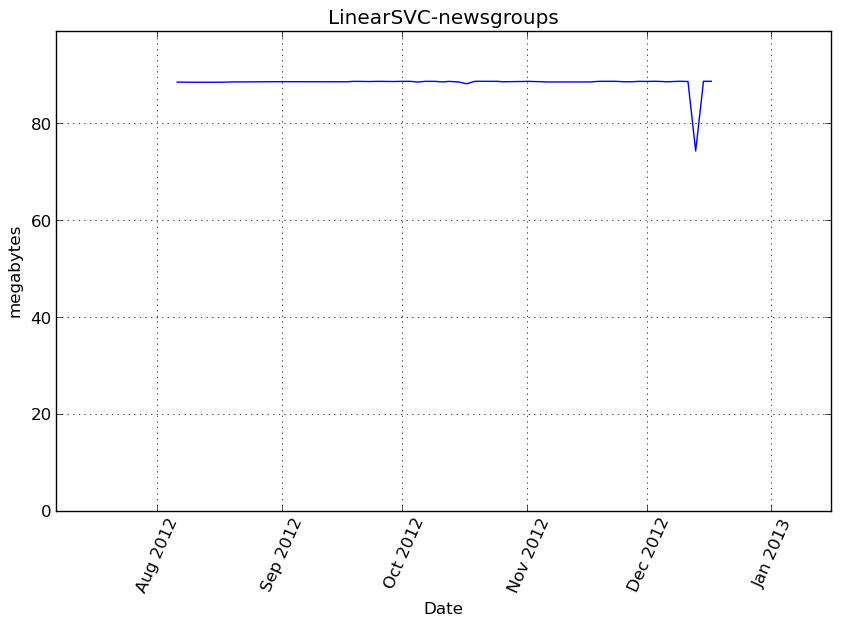 LinearSVC-newsgroups
megabytes
80
60
40
20
0
Aug 2012
Sep 2012
Oct 2012
Nov 2012
Dec 2012
Jan 2013
Date